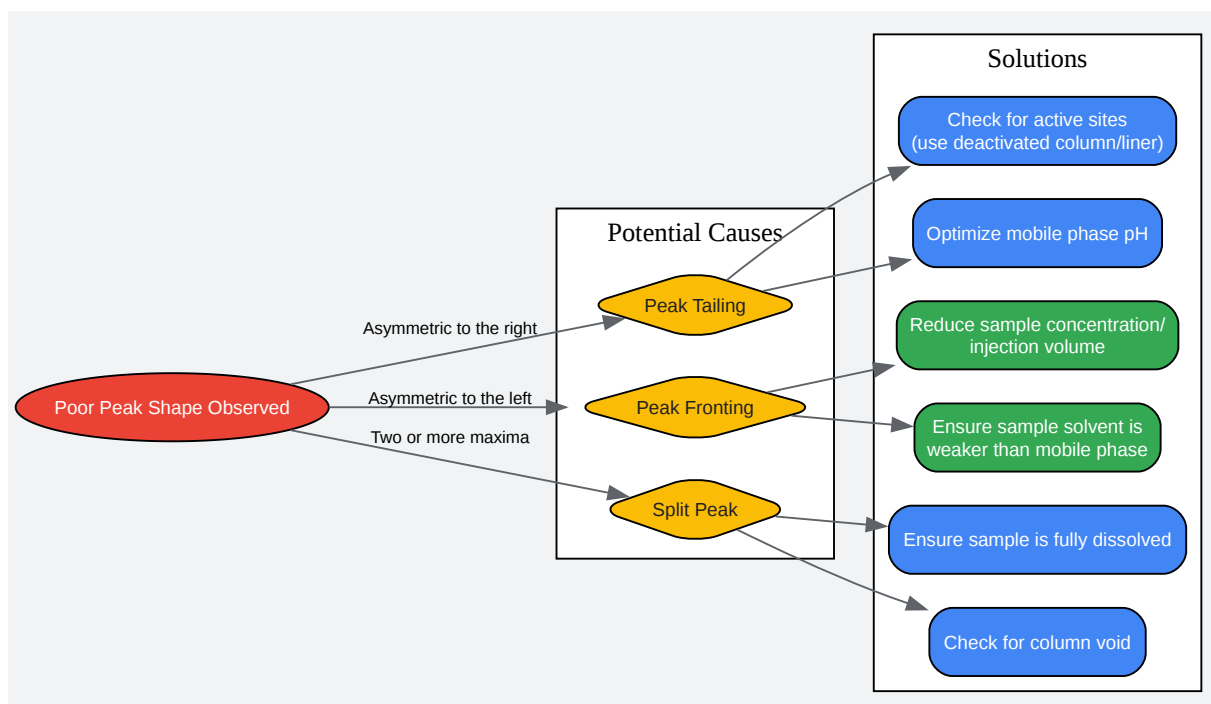 Solutions
Check for active sites
(use deactivated column/liner)
Optimize mobile phase pH
Potential Causes
Peak Tailing
Reduce sample concentration/
injection volume
Asymmetric to the right
Asymmetric to the left
Poor Peak Shape Observed
Peak Fronting
Two or more maxima
Ensure sample solvent is
weaker than mobile phase
Split Peak
Ensure sample is fully dissolved
Check for column void